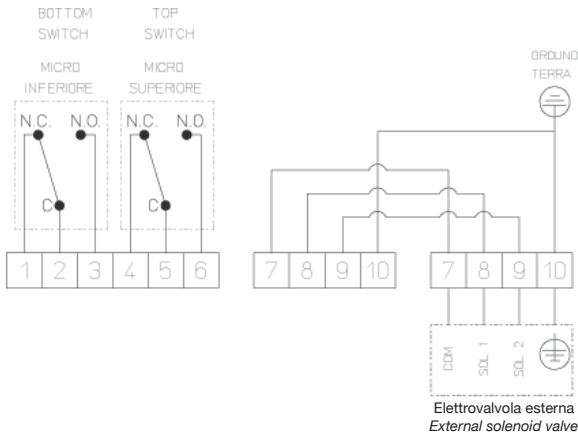 BOTTOM
SWITCH
TOP
SWITCH
MICRO
INFERIORE
MICRO
SUPERIORE
GROUND
TERRA
N.C. N.O.
N.C. N.O.
C
C
1 2 3 4 5 6
7 8 9 10
7 8 9 10
COM
SOL 1
SOL 2
Elettrovalvola esterna
External solenoid valve